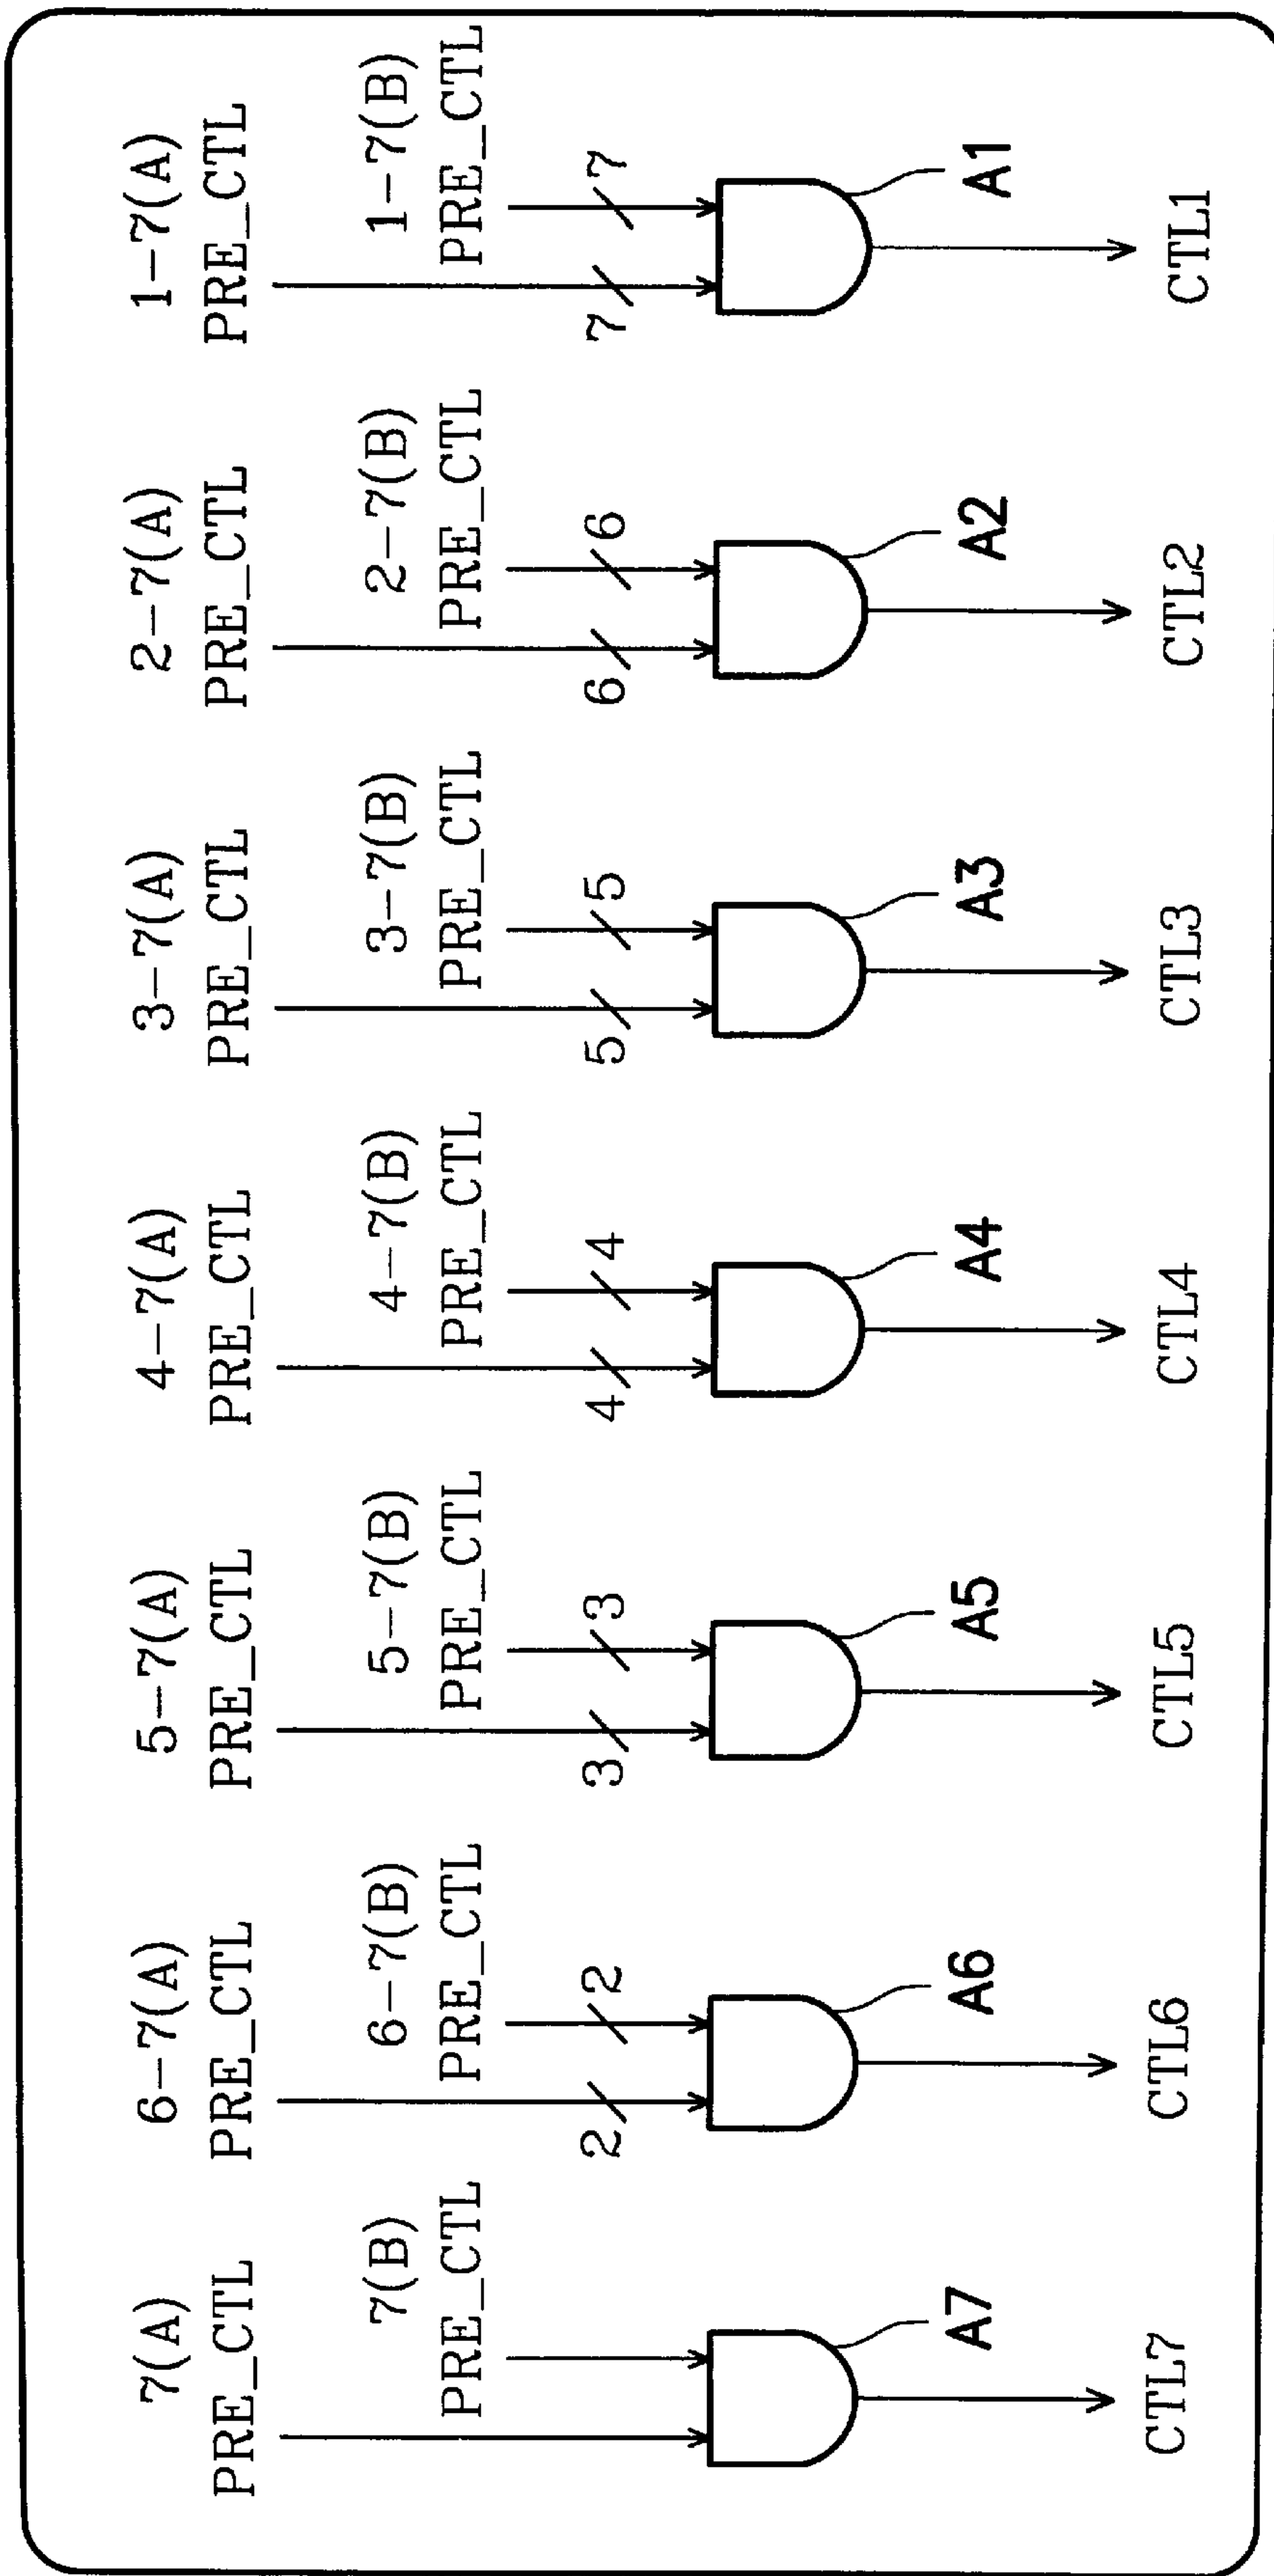 7(A)
PRE_CTL
7(B)
PRE_CTL
A7
CTL7
6-7(A)
PRE_CTL
6-7(B)
PRE_CTL
2
2
A6
CTL6
5-7(A)
PRE_CTL
5-7(B)
PRE_CTL
3
3
A5
CTL5
4-7(A)
PRE_CTL
4-7(B)
PRE_CTL
4
4
A4
CTL4
3-7(A)
PRE_CTL
3-7(B)
PRE_CTL
5
5
A3
CTL3
2-7(A)
PRE_CTL
2-7(B)
PRE_CTL
6
6
A2
CTL2
1-7(A)
PRE_CTL
1-7(B)
PRE_CTL
7
7
A1
CTL1